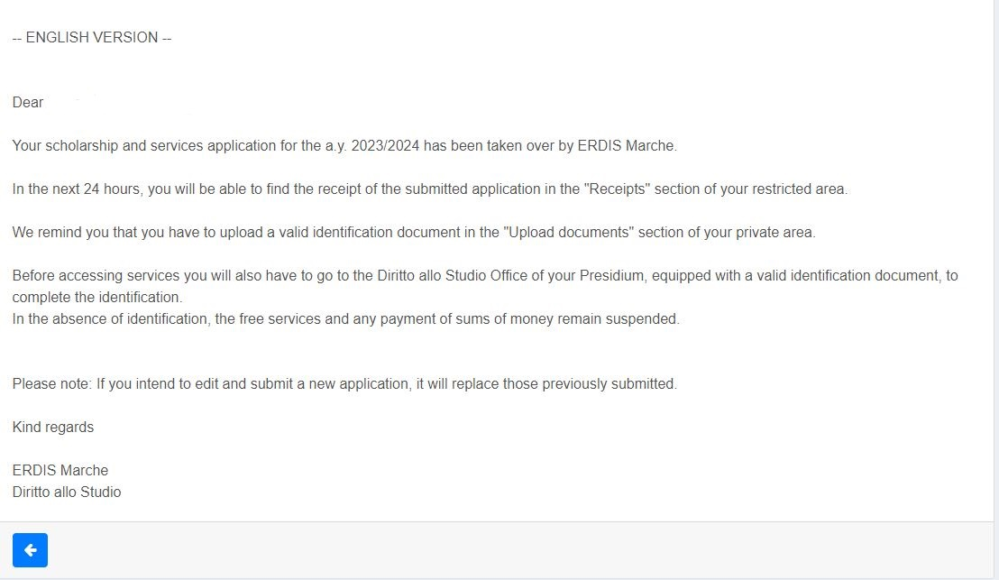 -- ENGLISH VERSION --
Dear
Your scholarship and services application for the a.y. 2023/2024 has been taken over by ERDIS Marche.
In the next 24 hours, you will be able to find the receipt of the submitted application in the "Receipts" section of your restricted area.
We remind you that you have to upload a valid identification document in the "Upload documents" section of your private area.
Before accessing services you will also have to go to the Diritto allo Studio Office of your Presidium, equipped with a valid identification document, to
complete the identification.
In the absence of identification, the free services and any payment of sums of money remain suspended.
Please note: If you intend to edit and submit a new application, it will replace those previously submitted.
Kind regards
ERDIS Marche
Diritto allo Studio